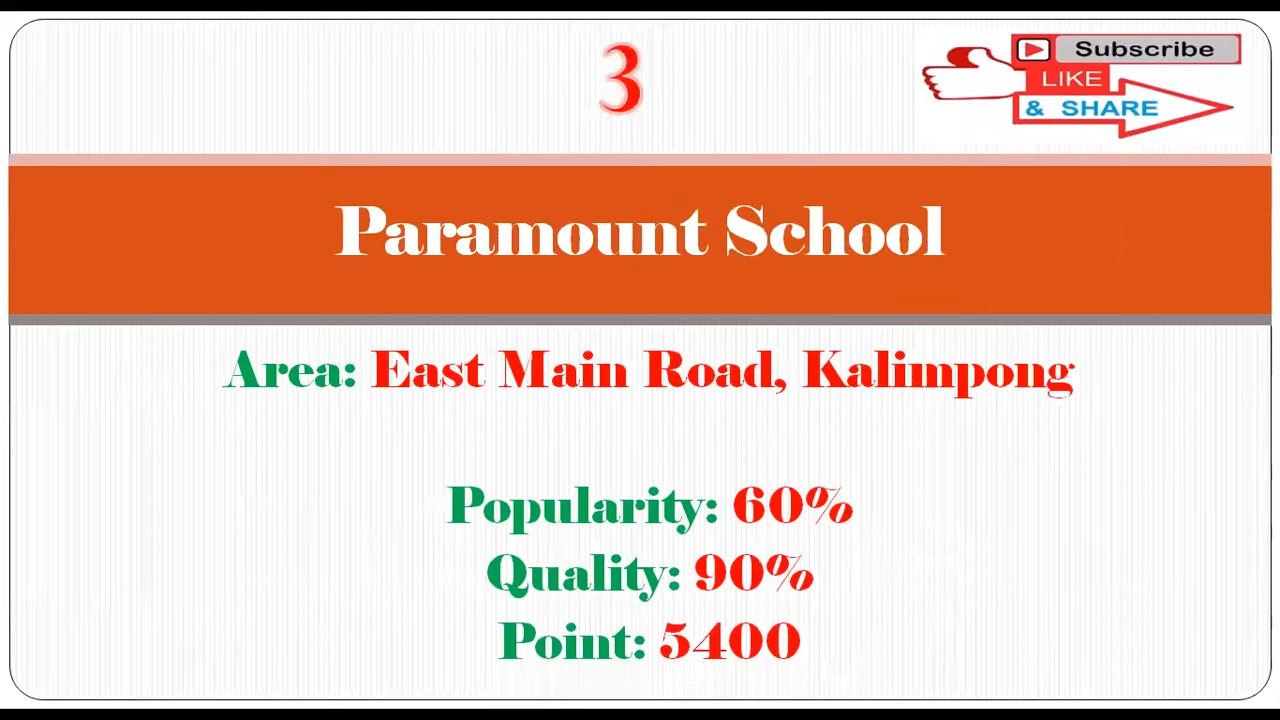 3
Subscribe
LIKE
& SHARE
Paramount School
Area: East Main Road, Kalimpong
Popularity: 60%
Quality: 90%
Point: 5400